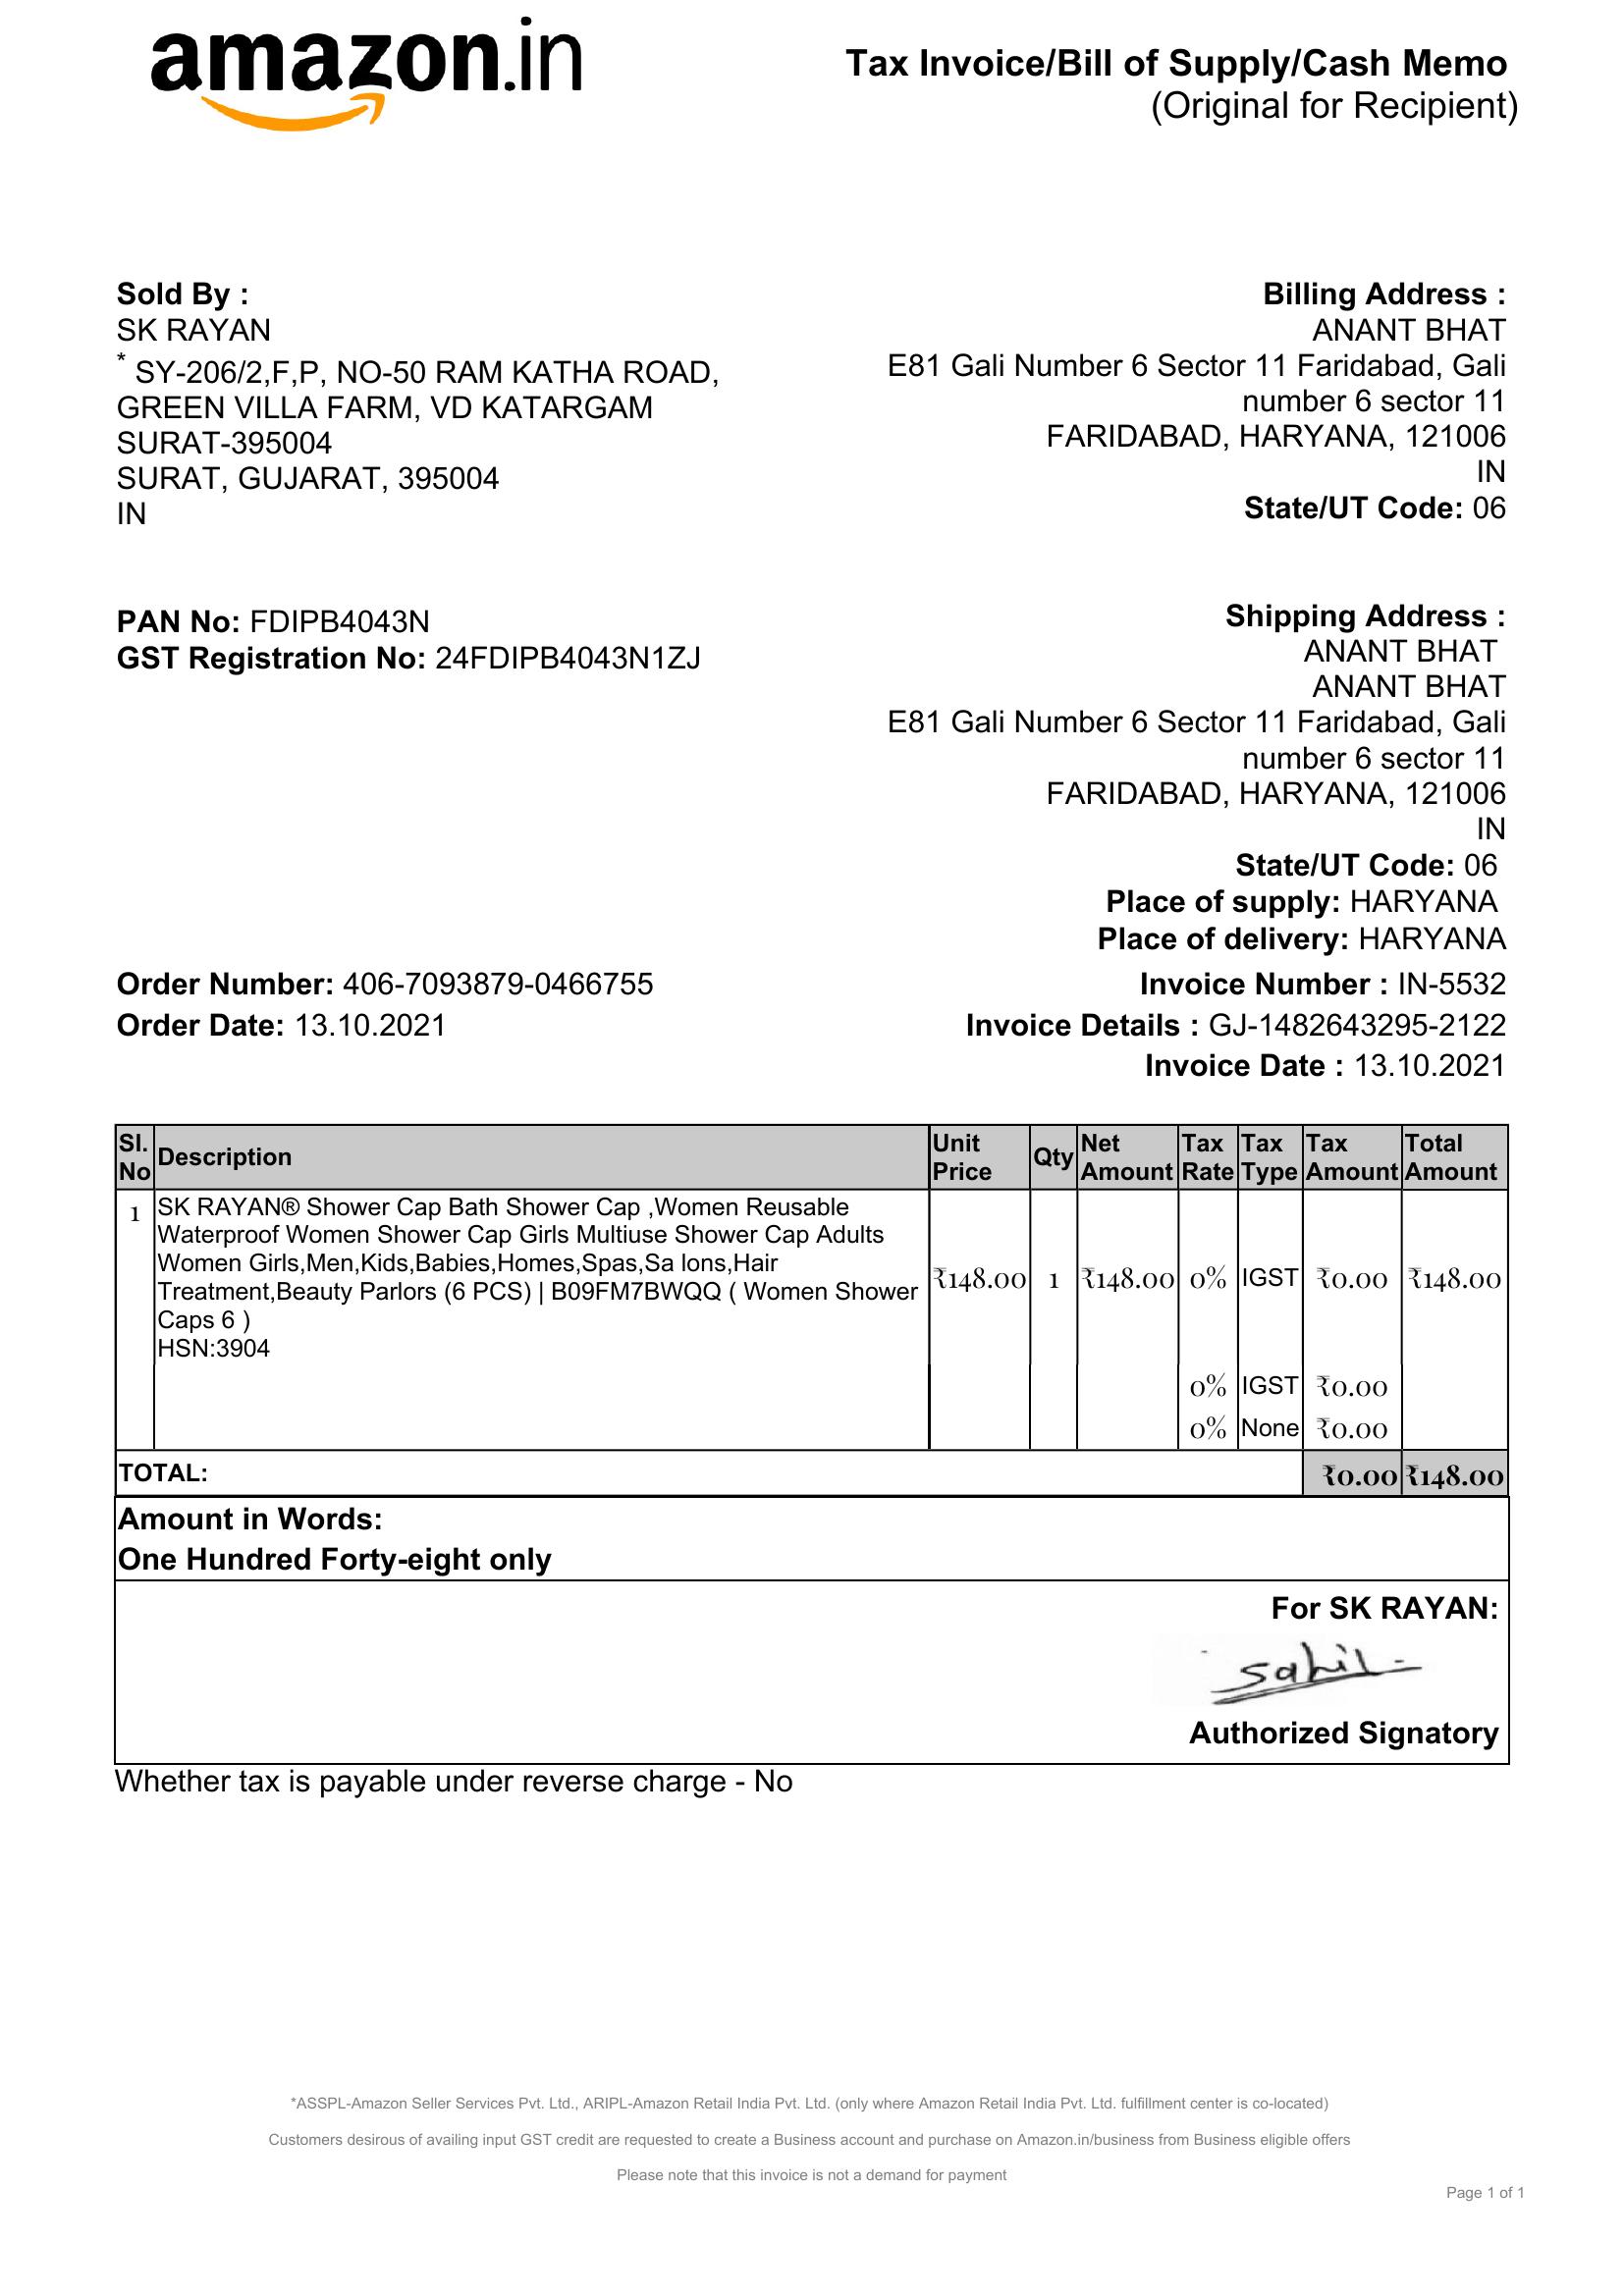 amazon.in
Tax Invoice/Bill of Supply/Cash Memo
(Original for Recipient)
Sold By :
SK RAYAN
* SY-206/2,F,P, NO-50 RAM KATHA ROAD,
GREEN VILLA FARM, VD KATARGAM
SURAT-395004
SURAT, GUJARAT, 395004
IN
Billing Address :
ANANT BHAT
E81 Gali Number 6 Sector 11 Faridabad, Gali
number 6 sector 11
FARIDABAD, HARYANA, 121006
IN
State/UT Code: 06
PAN No: FDIPB4043N
GST Registration No: 24FDIPB4043N1ZJ
Shipping Address :
ANANT BHAT
ANANT BHAT
E81 Gali Number 6 Sector 11 Faridabad, Gali
number 6 sector 11
FARIDABAD, HARYANA, 121006
IN
State/UT Code: 06
Place of supply: HARYANA
Place of delivery: HARYANA
Order Number: 406-7093879-0466755
Order Date: 13.10.2021
Invoice Number : IN-5532
Invoice Details : GJ-1482643295-2122
Invoice Date : 13.10.2021
Sl. No Description Unit Price Qty Net Amount Tax Rate Tax Type Tax Amount Total Amount
1 SK RAYAN® Shower Cap Bath Shower Cap ,Women Reusable
Waterproof Women Shower Cap Girls Multiuse Shower Cap Adults
Women Girls,Men,Kids,Babies,Homes,Spas,Sa lons,Hair
Treatment,Beauty Parlors (6 PCS) | B09FM7BWQQ ( Women Shower
Caps 6 )
HSN:3904
₹148.00 1 ₹148.00 0% IGST ₹0.00 ₹148.00
0% IGST ₹0.00
0% None ₹0.00
TOTAL: ₹0.00 ₹148.00
Amount in Words:
One Hundred Forty-eight only
For SK RAYAN:
Sahil
Authorized Signatory
Whether tax is payable under reverse charge - No
*ASSPL-Amazon Seller Services Pvt. Ltd., ARIPL-Amazon Retail India Pvt. Ltd. (only where Amazon Retail India Pvt. Ltd. fulfillment center is co-located)
Customers desirous of availing input GST credit are requested to create a Business account and purchase on Amazon.in/business from Business eligible offers
Please note that this invoice is not a demand for payment
Page 1 of 1